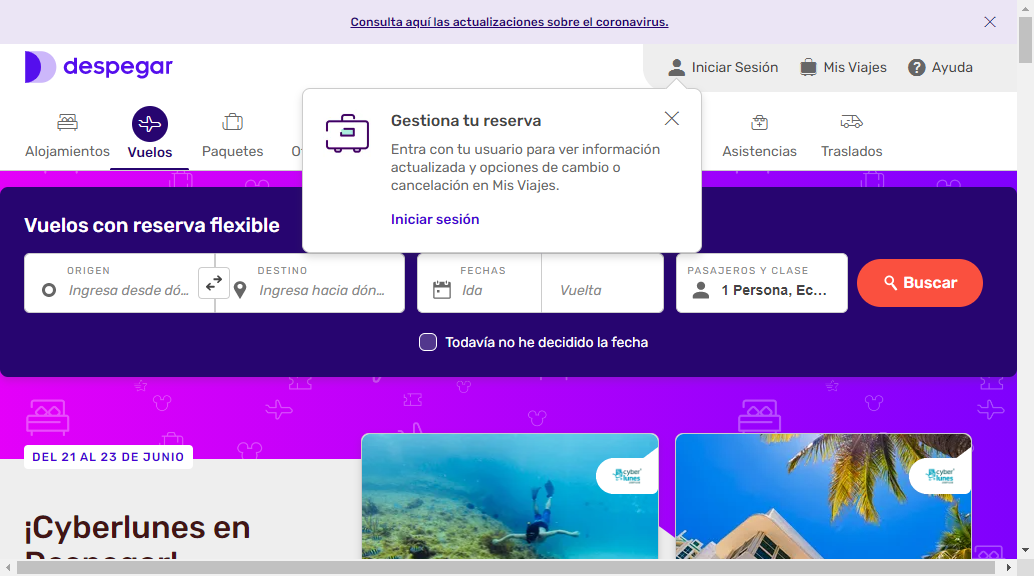 Consulta aquí las actualizaciones sobre el coronavirus.
despegar
Iniciar Sesión
Mis Viajes
Ayuda
Alojamientos
Vuelos
Paquetes
Asistencias
Traslados
Gestiona tu reserva
Entra con tu usuario para ver información
actualizada y opciones de cambio o
cancelación en Mis Viajes.
Iniciar sesión
Vuelos con reserva flexible
ORIGEN
Ingresa desde dó...
DESTINO
Ingresa hacia dón...
FECHAS
Ida
Vuelta
PASAJEROS Y CLASE
1 Persona, Ec...
Buscar
Todavía no he decidido la fecha
DEL 21 AL 23 DE JUNIO
¡Cyberlunes en
Despegar!
cyber
lunes
cyber
lunes